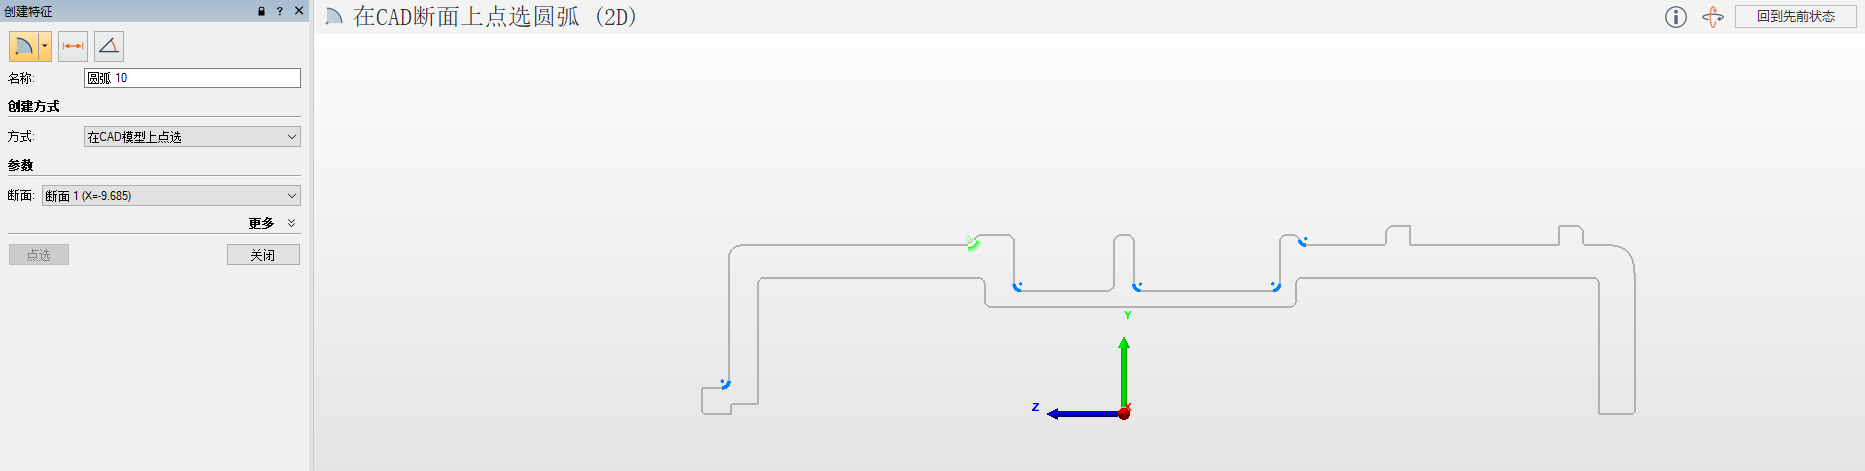 创建特征
在CAD断面上点选圆弧 (2D)
回到先前状态
名称: 圆弧 10
创建方式
方式: 在CAD模型上点选
参数
断面: 断面 1 (X=-9.685)
更多
点选 关闭
Y
Z X